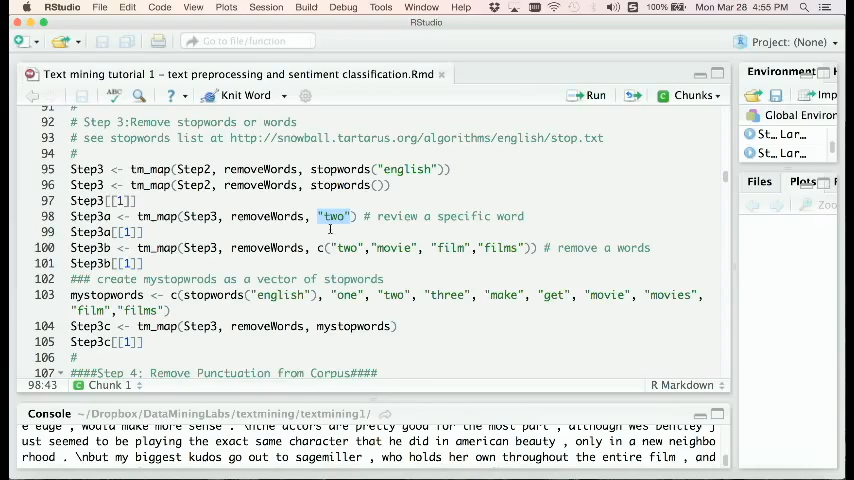 RStudio File Edit Code View Plots Session Build Debug Tools Window Help 100% Mon Mar 28 4:55 PM
RStudio
Go to file/function Project: (None)
Text mining tutorial 1 – text preprocessing and sentiment classification.Rmd
Knit Word Run Chunks
91 #
92 # Step 3:Remove stopwords or words
93 # see stopwords list at http://snowball.tartarus.org/algorithms/english/stop.txt
94 #
95 Step3 <- tm_map(Step2, removeWords, stopwords("english"))
96 Step3 <- tm_map(Step2, removeWords, stopwords())
97 Step3[[1]]
98 Step3a <- tm_map(Step3, removeWords, "two") # review a specific word
99 Step3a[[1]]
100 Step3b <- tm_map(Step3, removeWords, c("two","movie", "film","films")) # remove a words
101 Step3b[[1]]
102 ### create mystopwrods as a vector of stopwords
103 mystopwords <- c(stopwords("english"), "one", "two", "three", "make", "get", "movie", "movies",
"film","films")
104 Step3c <- tm_map(Step3, removeWords, mystopwords)
105 Step3c[[1]]
106 #
107 ####Step 4: Remove Punctuation from Corpus####
98:43 Chunk 1 R Markdown
Console ~/Dropbox/DataMiningLabs/textmining/textmining1/
e edge , would make more sense . \nthe actors are pretty good for the most part , although wes bentley j
ust seemed to be playing the exact same character that he did in american beauty , only in a new neighbo
rhood . \nbut my biggest kudos go out to sagemiller , who holds her own throughout the entire film , and
Environment
Imp
Global Environ
St… Lar…
St… Lar…
Files Plots
Zoo